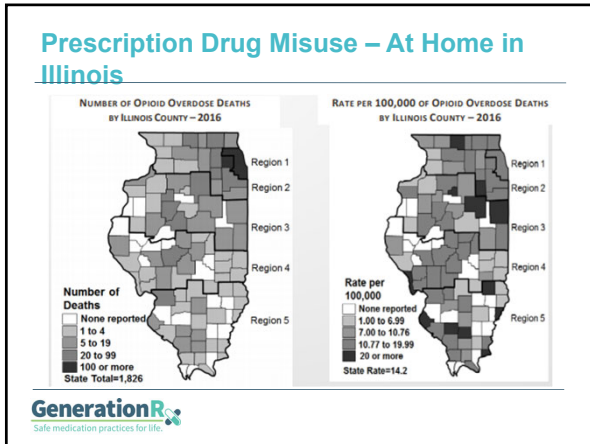 Prescription Drug Misuse – At Home in
Illinois
NUMBER OF OPIOID OVERDOSE DEATHS
BY ILLINOIS COUNTY – 2016
Region 1
Region 2
Region 3
Region 4
Region 5
Number of
Deaths
None reported
1 to 4
5 to 19
20 to 99
100 or more
State Total=1,826
RATE PER 100,000 OF OPIOID OVERDOSE DEATHS
BY ILLINOIS COUNTY – 2016
Region 1
Region 2
Region 3
Region 4
Region 5
Rate per
100,000
None reported
1.00 to 6.99
7.00 to 10.76
10.77 to 19.99
20 or more
State Rate=14.2
GenerationRx
Safe medication practices for life.